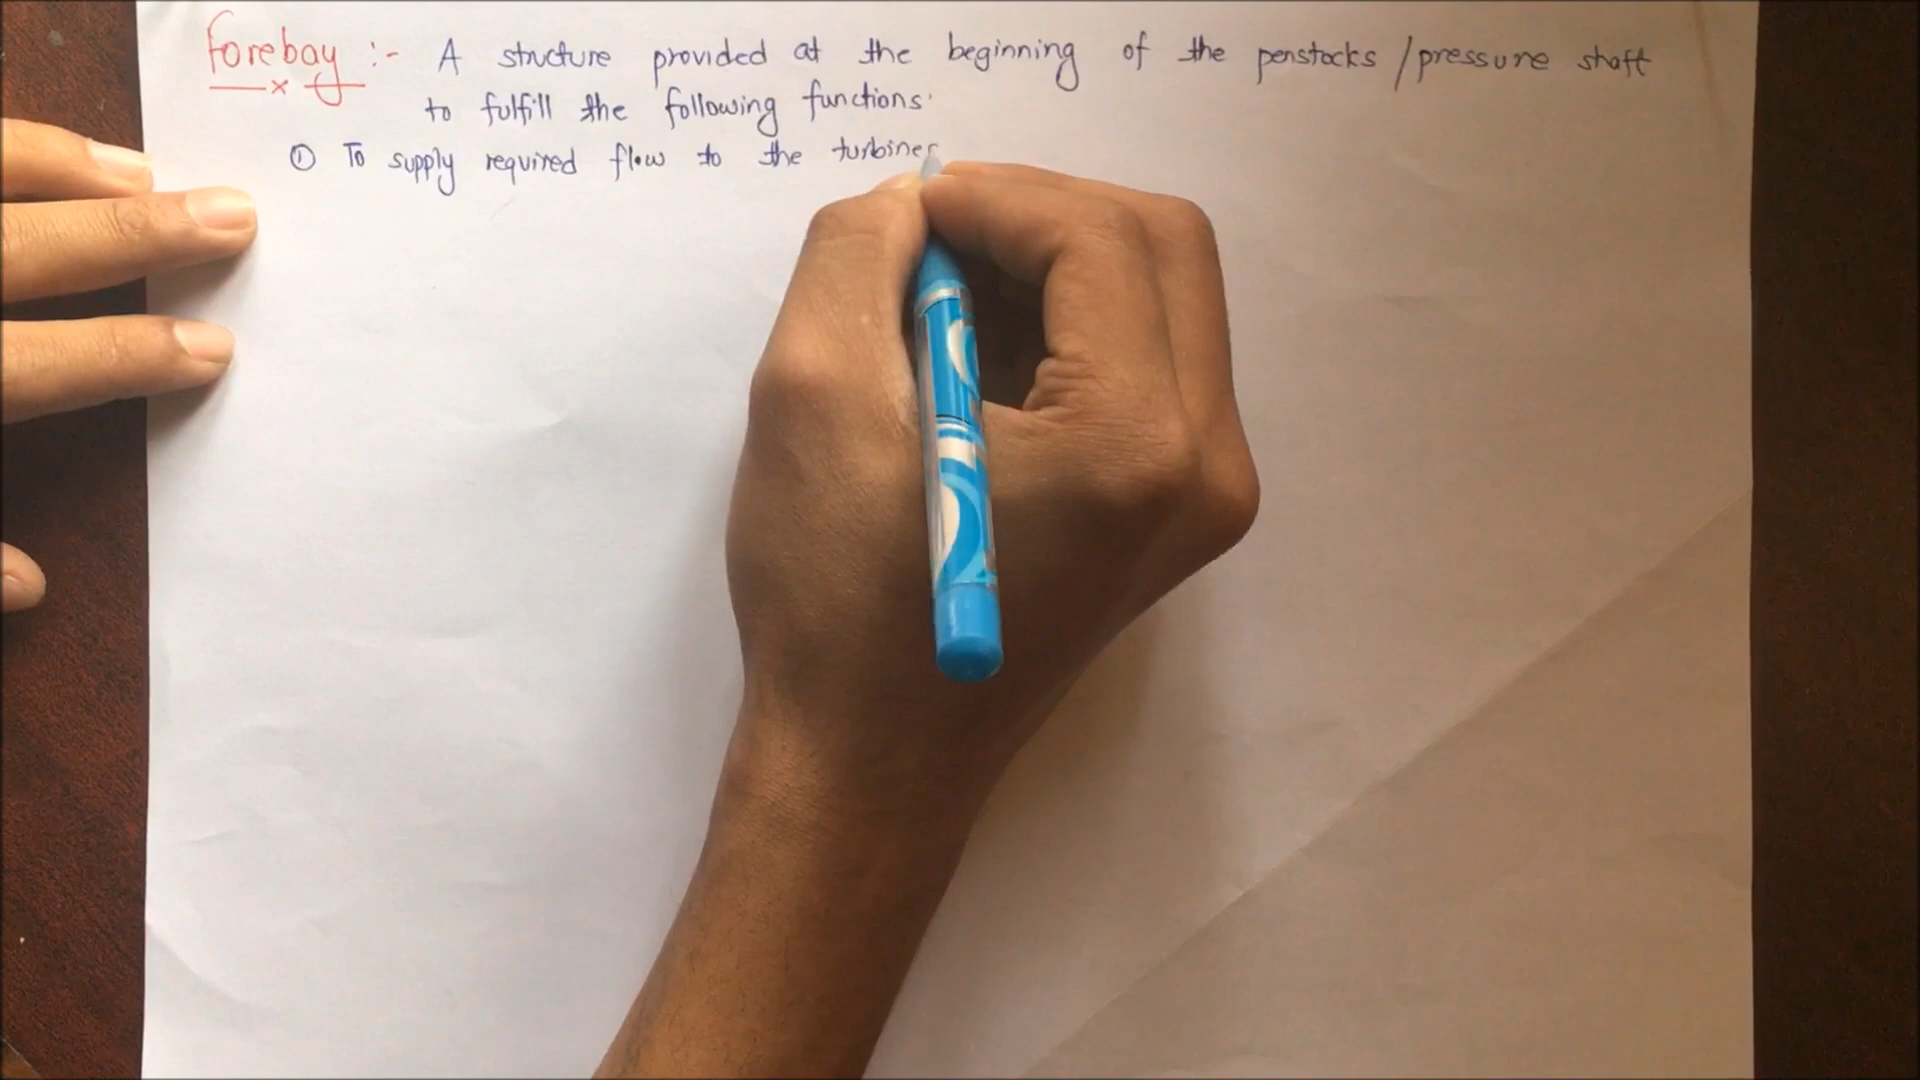 Forebay :- A structure provided at the beginning of the penstocks / pressure shaft
to fulfill the following functions.
① To supply required flow to the turbines